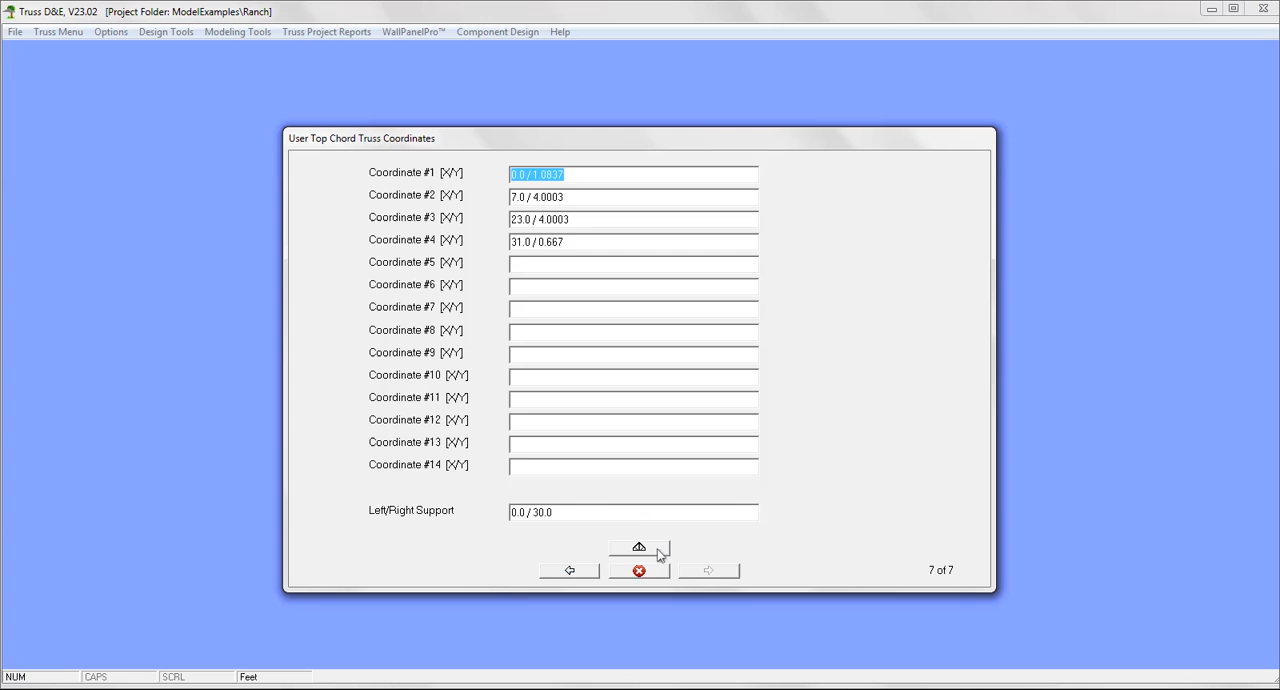 Truss D&E, V23.02 [Project Folder: ModelExamples\Ranch]
File Truss Menu Options Design Tools Modeling Tools Truss Project Reports WallPanelPro™ Component Design Help
User Top Chord Truss Coordinates
Coordinate #1 [X/Y] 0.0 / 1.0837
Coordinate #2 [X/Y] 7.0 / 4.0003
Coordinate #3 [X/Y] 23.0 / 4.0003
Coordinate #4 [X/Y] 31.0 / 0.667
Coordinate #5 [X/Y]
Coordinate #6 [X/Y]
Coordinate #7 [X/Y]
Coordinate #8 [X/Y]
Coordinate #9 [X/Y]
Coordinate #10 [X/Y]
Coordinate #11 [X/Y]
Coordinate #12 [X/Y]
Coordinate #13 [X/Y]
Coordinate #14 [X/Y]
Left/Right Support 0.0 / 30.0
7 of 7
NUM CAPS SCRL Feet